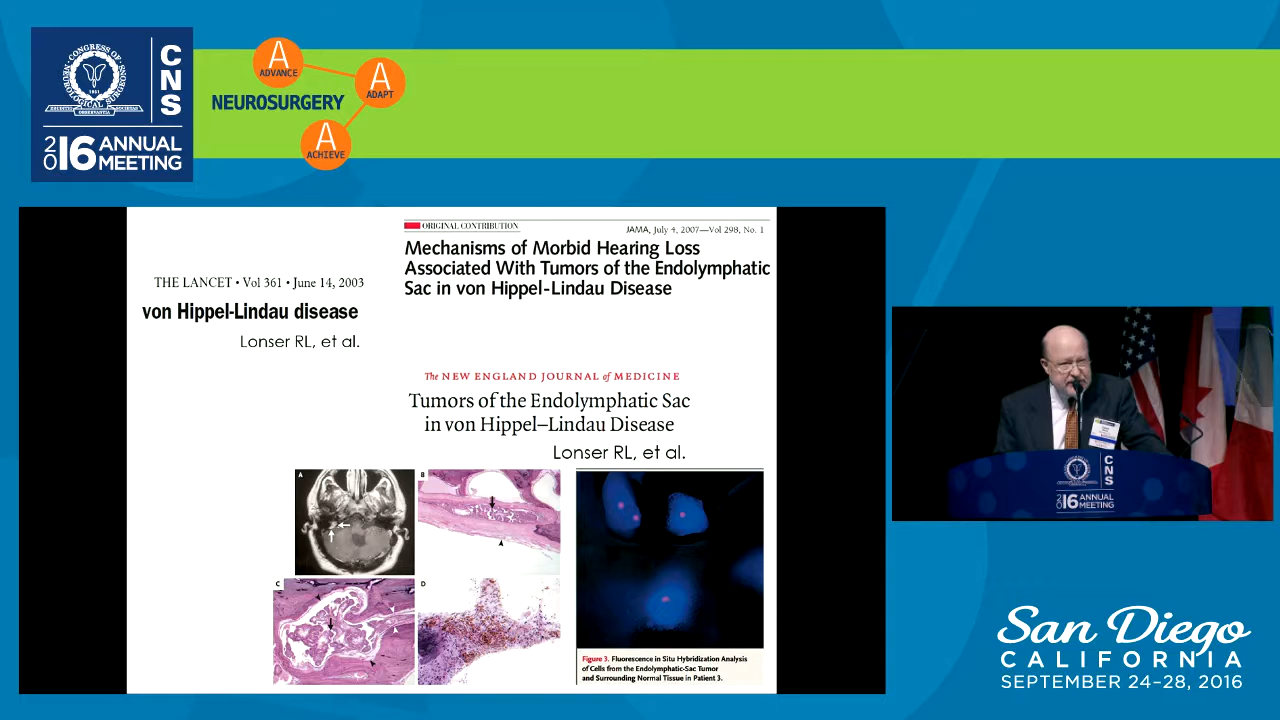 CONGRESS OF NEUROLOGICAL SURGEONS
1951
CNS
2016 ANNUAL MEETING
A
ADVANCE
A
ADAPT
NEUROSURGERY
A
ACHIEVE
ORIGINAL CONTRIBUTION
JAMA, July 4, 2007—Vol 298, No. 1
Mechanisms of Morbid Hearing Loss
Associated With Tumors of the Endolymphatic
Sac in von Hippel-Lindau Disease
THE LANCET • Vol 361 • June 14, 2003
von Hippel-Lindau disease
Lonser RL, et al.
The NEW ENGLAND JOURNAL of MEDICINE
Tumors of the Endolymphatic Sac
in von Hippel–Lindau Disease
Lonser RL, et al.
A
B
C
D
Figure 3. Fluorescence in Situ Hybridization Analysis
of Cells from the Endolymphatic-Sac Tumor
and Surrounding Normal Tissue in Patient 3.
CNS
2016 ANNUAL
MEETING
San Diego
CALIFORNIA
SEPTEMBER 24–28, 2016